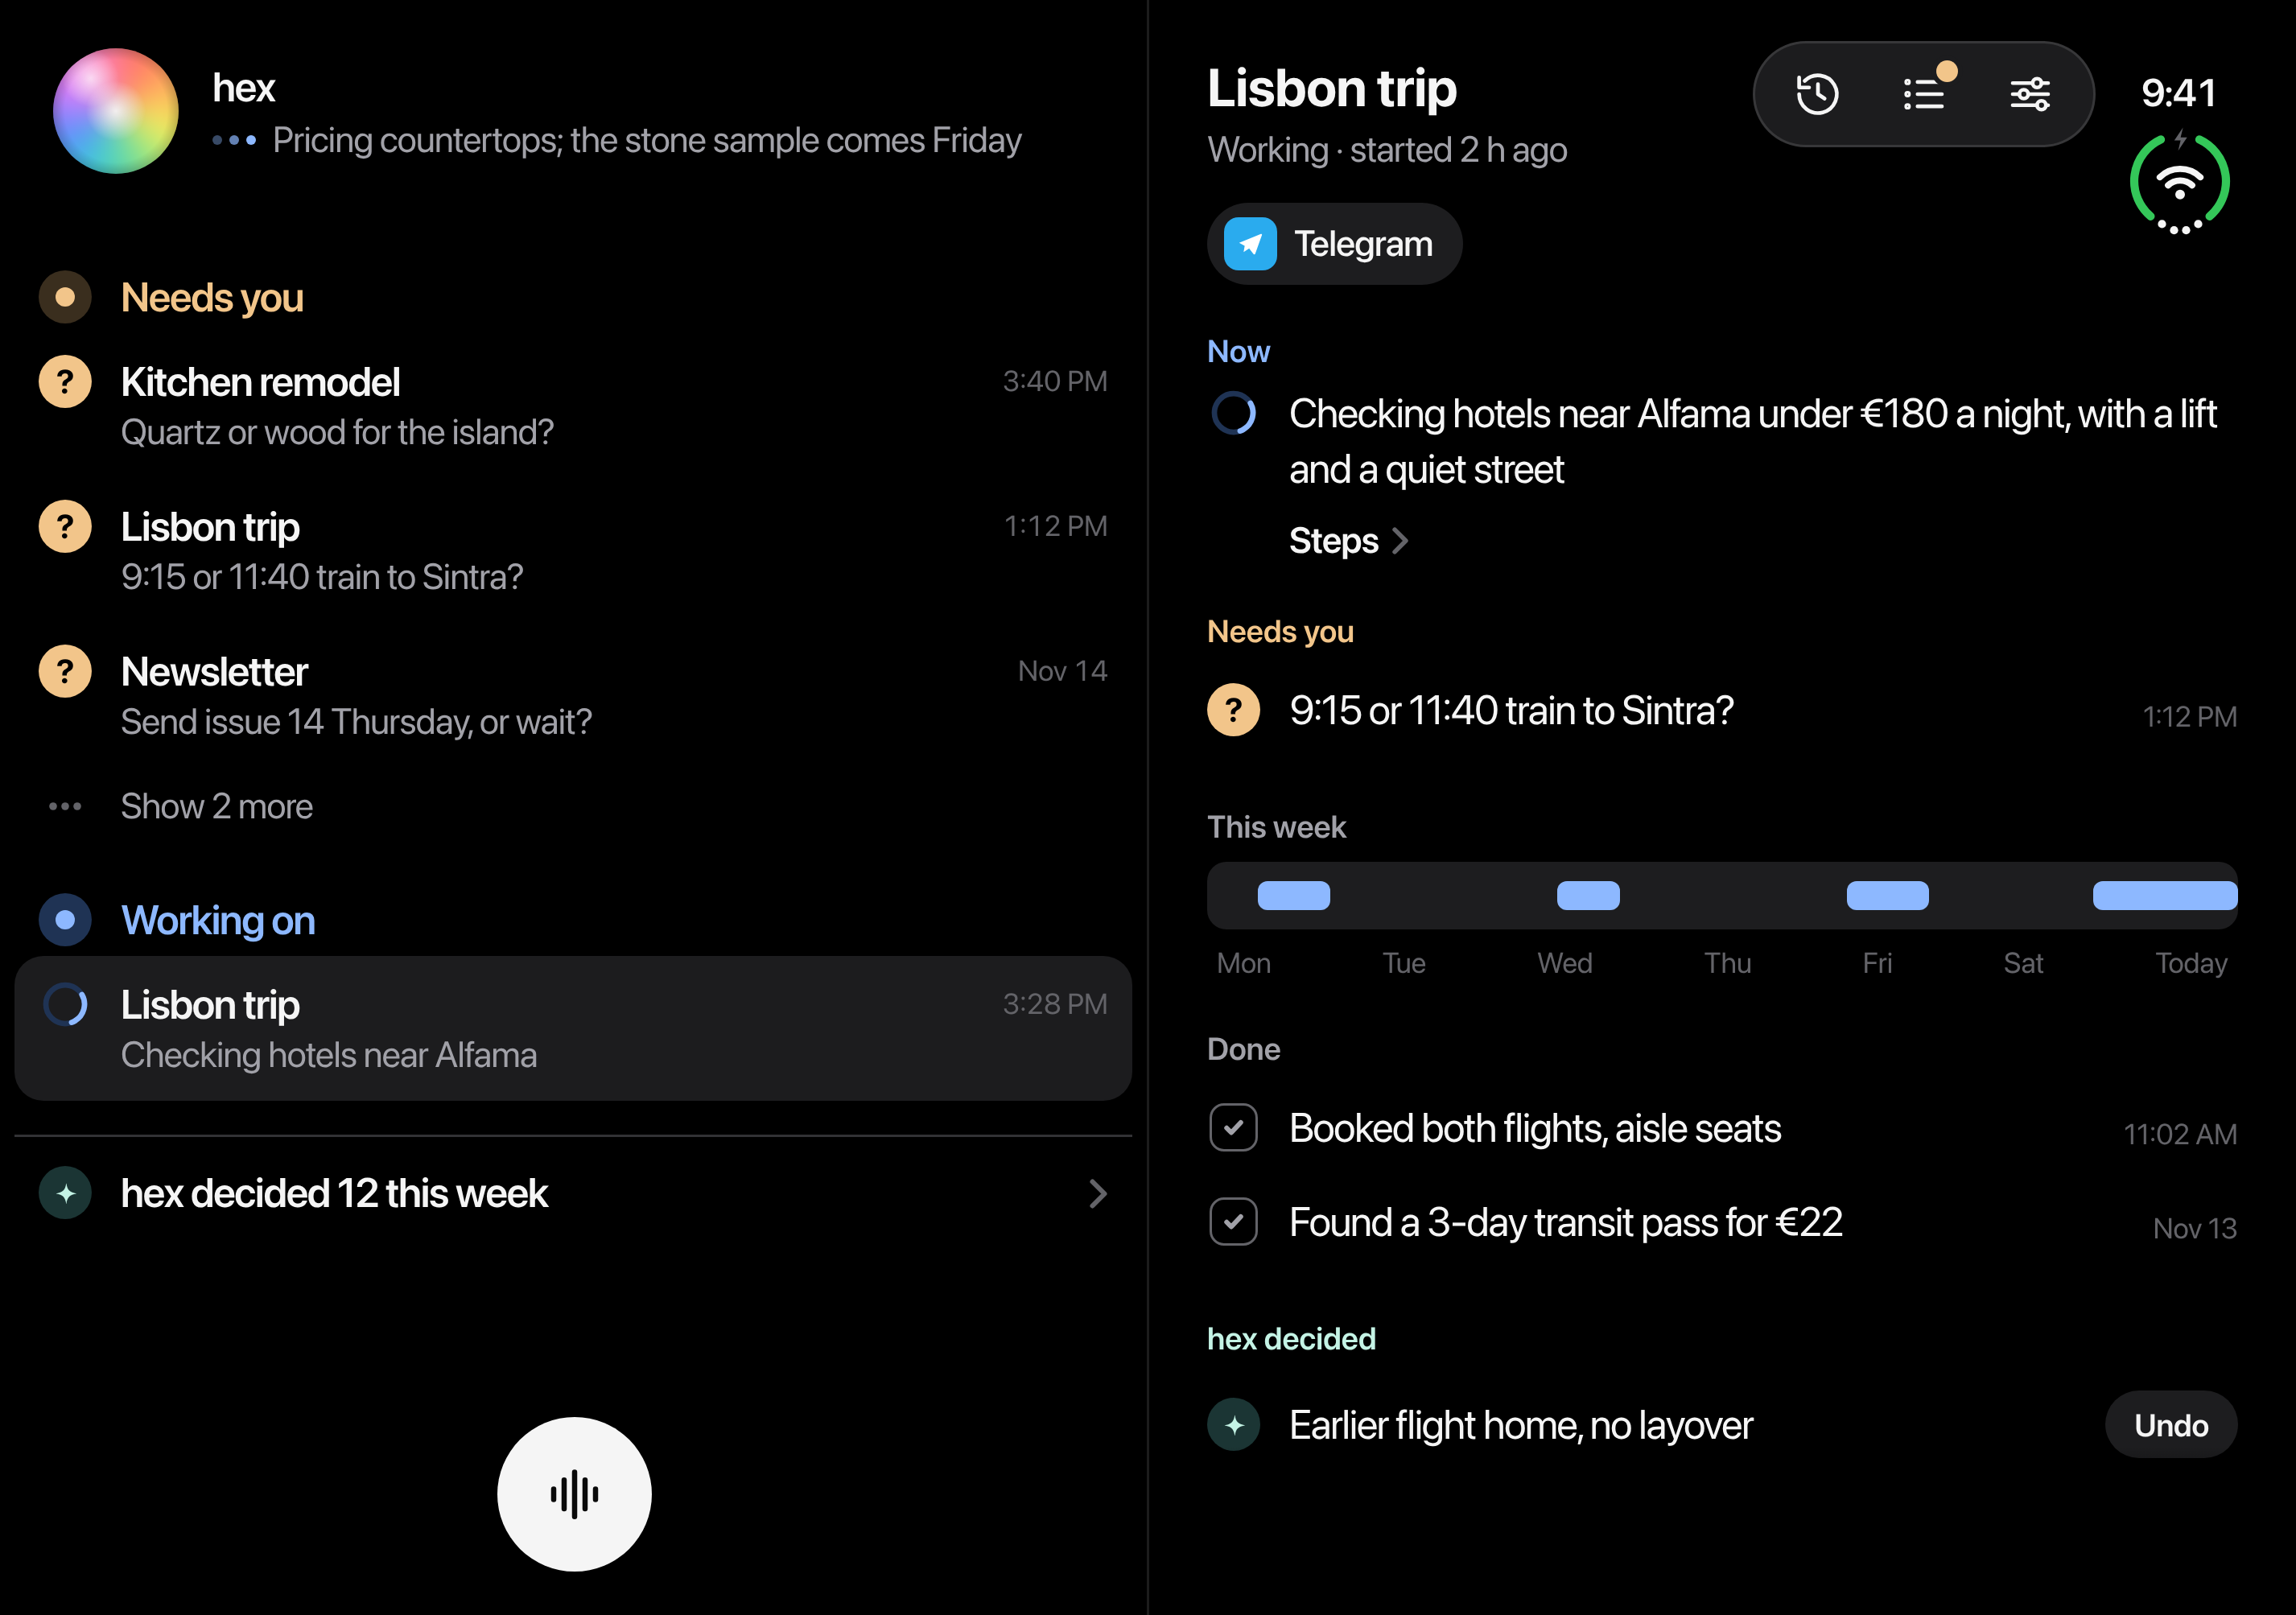 hex
Pricing countertops; the stone sample comes Friday
Needs you
?
Kitchen remodel
3:40 PM
Quartz or wood for the island?
?
Lisbon trip
1:12 PM
9:15 or 11:40 train to Sintra?
?
Newsletter
Nov 14
Send issue 14 Thursday, or wait?
Show 2 more
Working on
Lisbon trip
3:28 PM
Checking hotels near Alfama
hex decided 12 this week
Lisbon trip
9:41
Working · started 2 h ago
Telegram
Now
Checking hotels near Alfama under €180 a night, with a lift
and a quiet street
Steps
Needs you
?
9:15 or 11:40 train to Sintra?
1:12 PM
This week
Mon Tue Wed Thu Fri Sat Today
Done
Booked both flights, aisle seats
11:02 AM
Found a 3-day transit pass for €22
Nov 13
hex decided
Earlier flight home, no layover
Undo